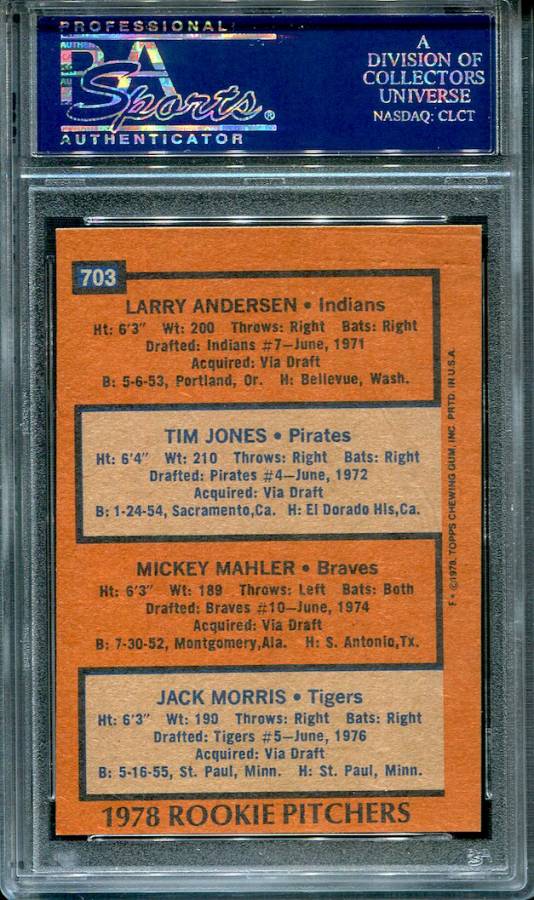 PROFESSIONAL
PSA
Sports®
AUTHENTICATOR
A
DIVISION OF
COLLECTORS
UNIVERSE
NASDAQ: CLCT
703
LARRY ANDERSEN • Indians
Ht: 6'3" Wt: 200 Throws: Right Bats: Right
Drafted: Indians #7—June, 1971
Acquired: Via Draft
B: 5-6-53, Portland, Or. H: Bellevue, Wash.
TIM JONES • Pirates
Ht: 6'4" Wt: 210 Throws: Right Bats: Right
Drafted: Pirates #4—June, 1972
Acquired: Via Draft
B: 1-24-54, Sacramento,Ca. H: El Dorado Hls,Ca.
MICKEY MAHLER • Braves
Ht: 6'3" Wt: 189 Throws: Left Bats: Both
Drafted: Braves #10—June, 1974
Acquired: Via Draft
B: 7-30-52, Montgomery,Ala. H: S. Antonio,Tx.
JACK MORRIS • Tigers
Ht: 6'3" Wt: 190 Throws: Right Bats: Right
Drafted: Tigers #5—June, 1976
Acquired: Via Draft
B: 5-16-55, St. Paul, Minn. H: St. Paul, Minn.
1978 ROOKIE PITCHERS
F • ©1978. TOPPS CHEWING GUM, INC. PRTD. IN U.S.A.